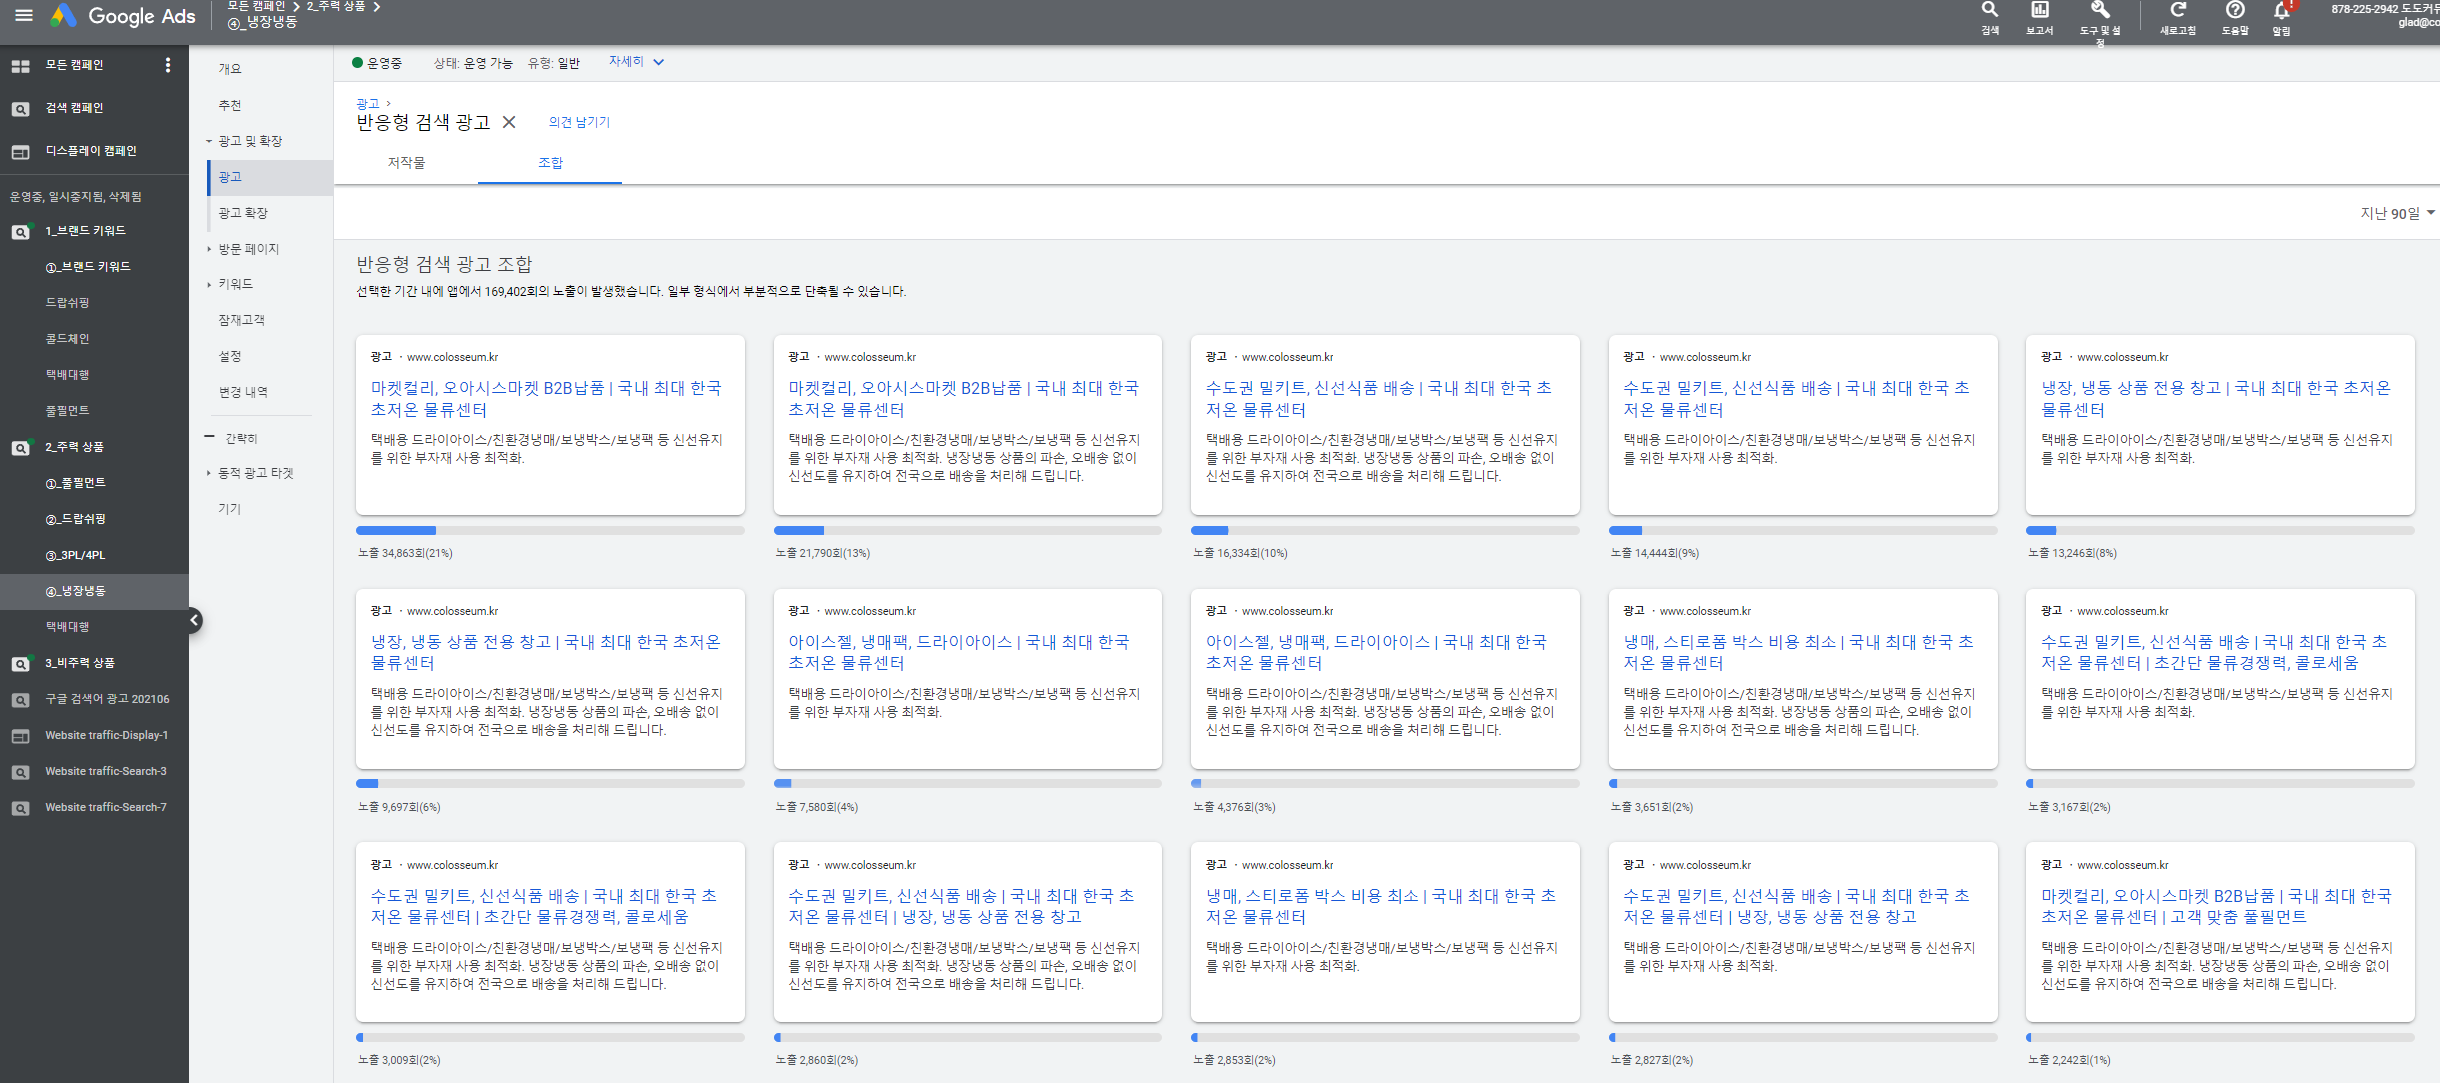 Google Ads
모든 캠페인 > 2_주력 상품 >
④_냉장냉동
검색
보고서
도구 및 설정
새로고침
도움말
알림
878-225-2942 도도커뮤
glad@co
모든 캠페인
검색 캠페인
디스플레이 캠페인
운영중, 일시중지됨, 삭제됨
1_브랜드 키워드
①_브랜드 키워드
드랍쉬핑
콜드체인
택배대행
풀필먼트
2_주력 상품
①_풀필먼트
②_드랍쉬핑
③_3PL/4PL
④_냉장냉동
택배대행
3_비주력 상품
구글 검색어 광고 202106
Website traffic-Display-1
Website traffic-Search-3
Website traffic-Search-7
개요
추천
광고 및 확장
광고
광고 확장
방문 페이지
키워드
잠재고객
설정
변경 내역
간략히
동적 광고 타겟
기기
운영중 상태: 운영 가능 유형: 일반 자세히
광고 >
반응형 검색 광고 의견 남기기
저작물 조합
지난 90일
반응형 검색 광고 조합
선택한 기간 내에 앱에서 169,402회의 노출이 발생했습니다. 일부 형식에서 부분적으로 단축될 수 있습니다.
광고 · www.colosseum.kr
마켓컬리, 오아시스마켓 B2B납품 | 국내 최대 한국
초저온 물류센터
택배용 드라이아이스/친환경냉매/보냉박스/보냉팩 등 신선유지
를 위한 부자재 사용 최적화.
노출 34,863회(21%)
광고 · www.colosseum.kr
마켓컬리, 오아시스마켓 B2B납품 | 국내 최대 한국
초저온 물류센터
택배용 드라이아이스/친환경냉매/보냉박스/보냉팩 등 신선유지
를 위한 부자재 사용 최적화. 냉장냉동 상품의 파손, 오배송 없이
신선도를 유지하여 전국으로 배송을 처리해 드립니다.
노출 21,790회(13%)
광고 · www.colosseum.kr
수도권 밀키트, 신선식품 배송 | 국내 최대 한국 초
저온 물류센터
택배용 드라이아이스/친환경냉매/보냉박스/보냉팩 등 신선유지
를 위한 부자재 사용 최적화. 냉장냉동 상품의 파손, 오배송 없이
신선도를 유지하여 전국으로 배송을 처리해 드립니다.
노출 16,334회(10%)
광고 · www.colosseum.kr
수도권 밀키트, 신선식품 배송 | 국내 최대 한국 초
저온 물류센터
택배용 드라이아이스/친환경냉매/보냉박스/보냉팩 등 신선유지
를 위한 부자재 사용 최적화.
노출 14,444회(9%)
광고 · www.colosseum.kr
냉장, 냉동 상품 전용 창고 | 국내 최대 한국 초저온
물류센터
택배용 드라이아이스/친환경냉매/보냉박스/보냉팩 등 신선유지
를 위한 부자재 사용 최적화.
노출 13,246회(8%)
광고 · www.colosseum.kr
냉장, 냉동 상품 전용 창고 | 국내 최대 한국 초저온
물류센터
택배용 드라이아이스/친환경냉매/보냉박스/보냉팩 등 신선유지
를 위한 부자재 사용 최적화. 냉장냉동 상품의 파손, 오배송 없이
신선도를 유지하여 전국으로 배송을 처리해 드립니다.
노출 9,697회(6%)
광고 · www.colosseum.kr
아이스젤, 냉매팩, 드라이아이스 | 국내 최대 한국
초저온 물류센터
택배용 드라이아이스/친환경냉매/보냉박스/보냉팩 등 신선유지
를 위한 부자재 사용 최적화.
노출 7,580회(4%)
광고 · www.colosseum.kr
아이스젤, 냉매팩, 드라이아이스 | 국내 최대 한국
초저온 물류센터
택배용 드라이아이스/친환경냉매/보냉박스/보냉팩 등 신선유지
를 위한 부자재 사용 최적화. 냉장냉동 상품의 파손, 오배송 없이
신선도를 유지하여 전국으로 배송을 처리해 드립니다.
노출 4,376회(3%)
광고 · www.colosseum.kr
냉매, 스티로폼 박스 비용 최소 | 국내 최대 한국 초
저온 물류센터
택배용 드라이아이스/친환경냉매/보냉박스/보냉팩 등 신선유지
를 위한 부자재 사용 최적화. 냉장냉동 상품의 파손, 오배송 없이
신선도를 유지하여 전국으로 배송을 처리해 드립니다.
노출 3,651회(2%)
광고 · www.colosseum.kr
수도권 밀키트, 신선식품 배송 | 국내 최대 한국 초
저온 물류센터 | 초간단 물류경쟁력, 콜로세움
택배용 드라이아이스/친환경냉매/보냉박스/보냉팩 등 신선유지
를 위한 부자재 사용 최적화.
노출 3,167회(2%)
광고 · www.colosseum.kr
수도권 밀키트, 신선식품 배송 | 국내 최대 한국 초
저온 물류센터 | 초간단 물류경쟁력, 콜로세움
택배용 드라이아이스/친환경냉매/보냉박스/보냉팩 등 신선유지
를 위한 부자재 사용 최적화. 냉장냉동 상품의 파손, 오배송 없이
신선도를 유지하여 전국으로 배송을 처리해 드립니다.
노출 3,009회(2%)
광고 · www.colosseum.kr
수도권 밀키트, 신선식품 배송 | 국내 최대 한국 초
저온 물류센터 | 냉장, 냉동 상품 전용 창고
택배용 드라이아이스/친환경냉매/보냉박스/보냉팩 등 신선유지
를 위한 부자재 사용 최적화. 냉장냉동 상품의 파손, 오배송 없이
신선도를 유지하여 전국으로 배송을 처리해 드립니다.
노출 2,860회(2%)
광고 · www.colosseum.kr
냉매, 스티로폼 박스 비용 최소 | 국내 최대 한국 초
저온 물류센터
택배용 드라이아이스/친환경냉매/보냉박스/보냉팩 등 신선유지
를 위한 부자재 사용 최적화.
노출 2,853회(2%)
광고 · www.colosseum.kr
수도권 밀키트, 신선식품 배송 | 국내 최대 한국 초
저온 물류센터 | 냉장, 냉동 상품 전용 창고
택배용 드라이아이스/친환경냉매/보냉박스/보냉팩 등 신선유지
를 위한 부자재 사용 최적화.
노출 2,827회(2%)
광고 · www.colosseum.kr
마켓컬리, 오아시스마켓 B2B납품 | 국내 최대 한국
초저온 물류센터 | 고객 맞춤 풀필먼트
택배용 드라이아이스/친환경냉매/보냉박스/보냉팩 등 신선유지
를 위한 부자재 사용 최적화. 냉장냉동 상품의 파손, 오배송 없이
신선도를 유지하여 전국으로 배송을 처리해 드립니다.
노출 2,242회(1%)